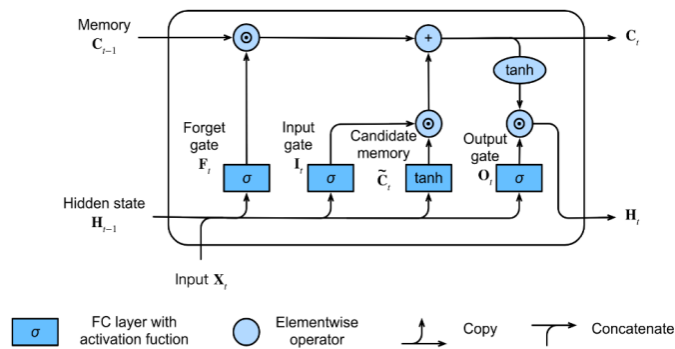 Memory
C_{t−1}
C_t
tanh
Forget
gate
F_t
Input
gate
I_t
Candidate
memory
C̃_t
Output
gate
O_t
σ
σ
tanh
σ
Hidden state
H_{t−1}
H_t
Input X_t
σ
FC layer with
activation fuction
Elementwise
operator
Copy
Concatenate